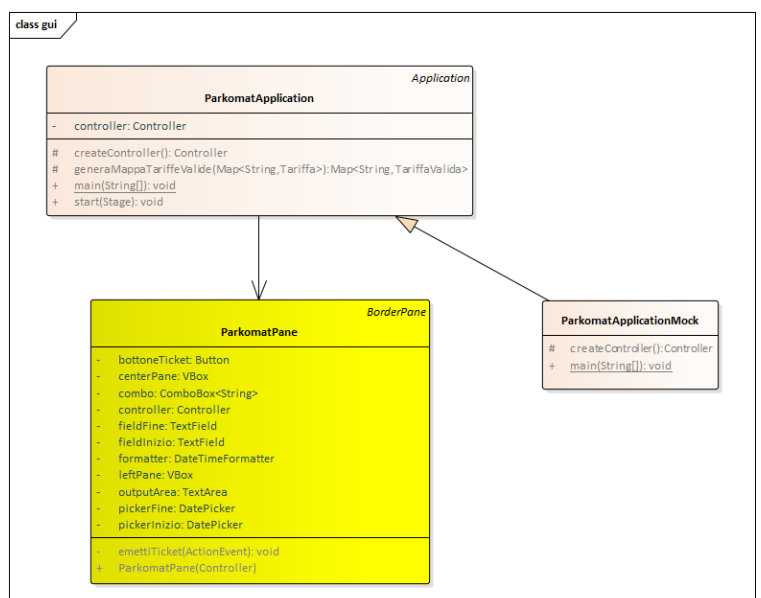 class gui
Application
ParkomatApplication
- controller: Controller
# createController(): Controller
# generaMappaTariffeValide(Map<String,Tariffa>):Map<String,TariffaValida>
+ main(String[]): void
+ start(Stage): void
BorderPane
ParkomatPane
- bottoneTicket: Button
- centerPane: VBox
- combo: ComboBox<String>
- controller: Controller
- fieldFine: TextField
- fieldInizio: TextField
- formatter: DateTimeFormatter
- leftPane: VBox
- outputArea: TextArea
- pickerFine: DatePicker
- pickerInizio: DatePicker
- emettiTicket(ActionEvent): void
+ ParkomatPane(Controller)
ParkomatApplicationMock
# createController():Controller
+ main(String[]): void